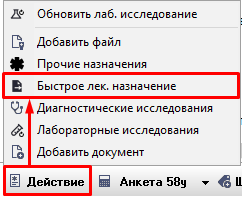 Обновить лаб. исследование
Добавить файл
Прочие назначения
Быстрое лек. назначение
Диагностические исследования
Лабораторные исследования
Добавить документ
Действие
Анкета 58у